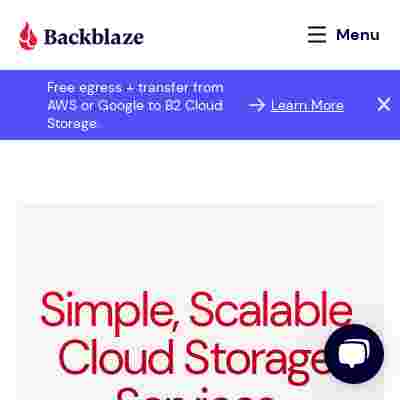 Backblaze
Menu
Free egress + transfer from
AWS or Google to B2 Cloud
Storage.
Learn More
Simple, Scalable
Cloud Storage
Services